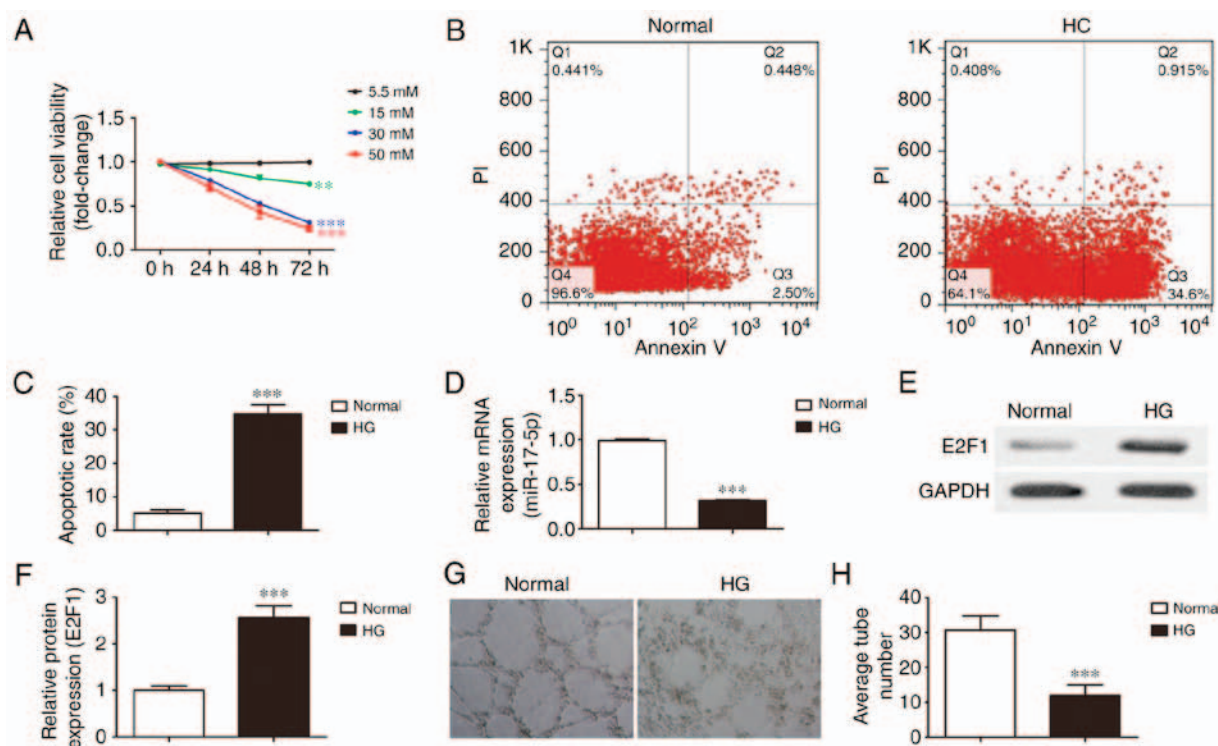 A
Relative cell viability
(fold-change)
1.5
1.0
0.5
0.0
0 h 24 h 48 h 72 h
5.5 mM
15 mM
30 mM
50 mM
**
***
***
B
Normal
1K
800
600
400
200
0
PI
Q1
0.441%
Q2
0.448%
Q4
96.6%
Q3
2.50%
10^0 10^1 10^2 10^3 10^4
Annexin V
HC
1K
800
600
400
200
0
PI
Q1
0.408%
Q2
0.915%
Q4
64.1%
Q3
34.6%
10^0 10^1 10^2 10^3 10^4
Annexin V
C
Apoptotic rate (%)
40
30
20
10
0
***
Normal
HG
D
Relative mRNA
expression
(miR-17-5p)
1.5
1.0
0.5
0.0
***
Normal
HG
E
Normal HG
E2F1
GAPDH
F
Relative protein
expression (E2F1)
3
2
1
0
***
Normal
HG
G
Normal HG
H
Average tube
number
40
30
20
10
0
***
Normal
HG